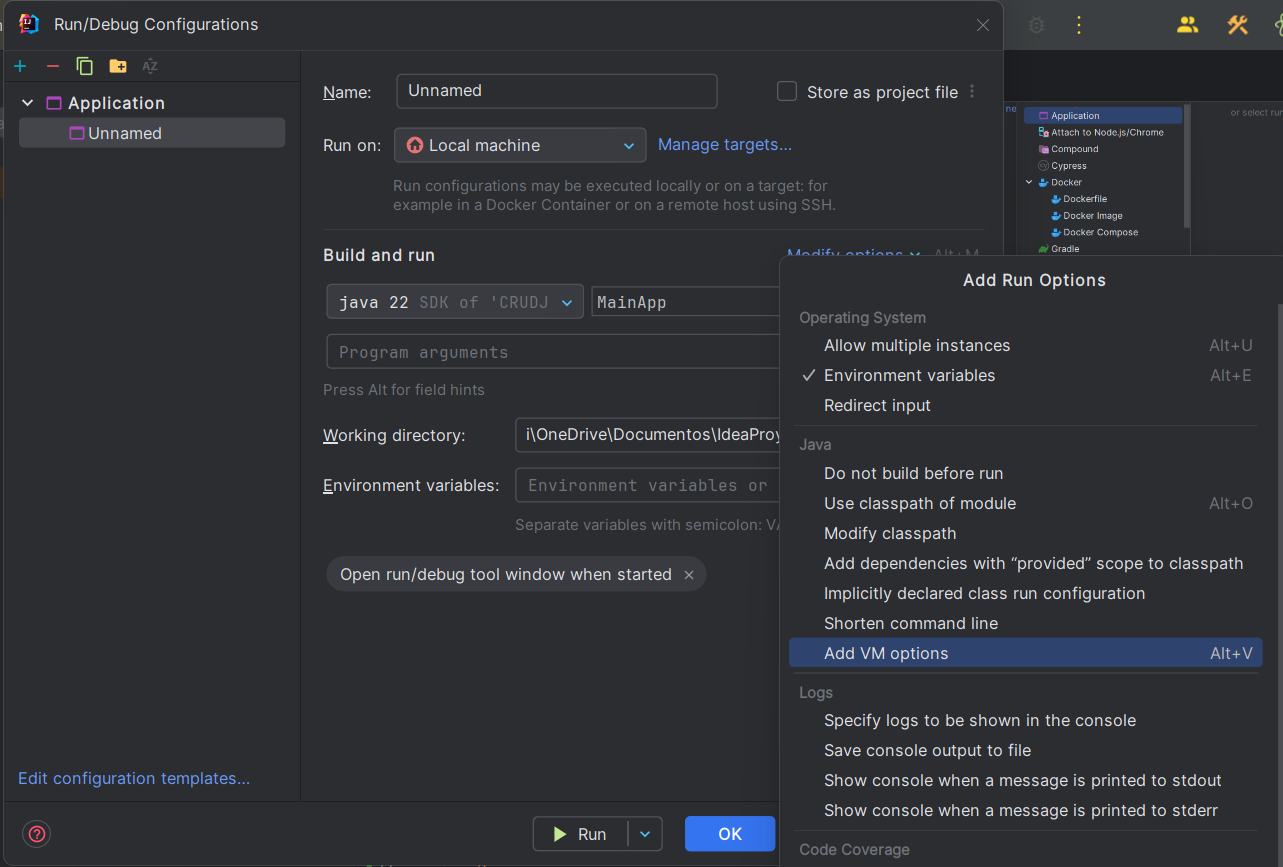 Run/Debug Configurations
Application
Unnamed
Edit configuration templates...
Name:
Unnamed
Store as project file
Run on:
Local machine
Manage targets...
Run configurations may be executed locally or on a target: for
example in a Docker Container or on a remote host using SSH.
Build and run
Modify options
Alt+M
java 22 SDK of 'CRUDJ
MainApp
Program arguments
Press Alt for field hints
Working directory:
i\OneDrive\Documentos\IdeaProy
Environment variables:
Environment variables or
Separate variables with semicolon: VA
Open run/debug tool window when started
Run
OK
Application
or select run
Attach to Node.js/Chrome
Compound
Cypress
Docker
Dockerfile
Docker Image
Docker Compose
Gradle
Add Run Options
Operating System
Allow multiple instances Alt+U
Environment variables Alt+E
Redirect input
Java
Do not build before run
Use classpath of module Alt+O
Modify classpath
Add dependencies with “provided” scope to classpath
Implicitly declared class run configuration
Shorten command line
Add VM options Alt+V
Logs
Specify logs to be shown in the console
Save console output to file
Show console when a message is printed to stdout
Show console when a message is printed to stderr
Code Coverage